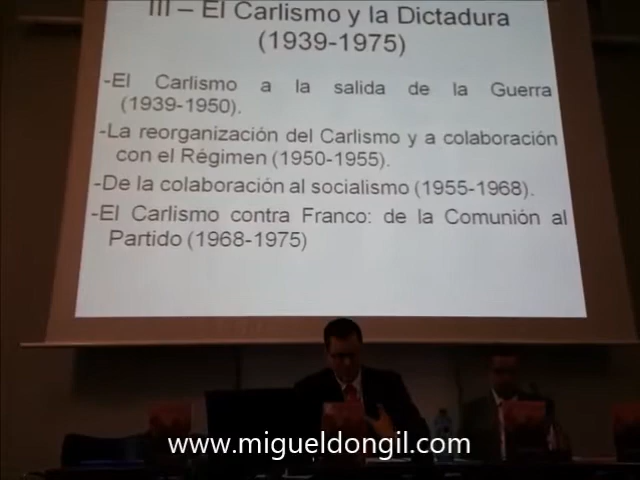 III – El Carlismo y la Dictadura
(1939-1975)
-El Carlismo a la salida de la Guerra
(1939-1950).
-La reorganización del Carlismo y a colaboración
con el Régimen (1950-1955).
-De la colaboración al socialismo (1955-1968).
-El Carlismo contra Franco: de la Comunión al
Partido (1968-1975)
www.migueldongil.com